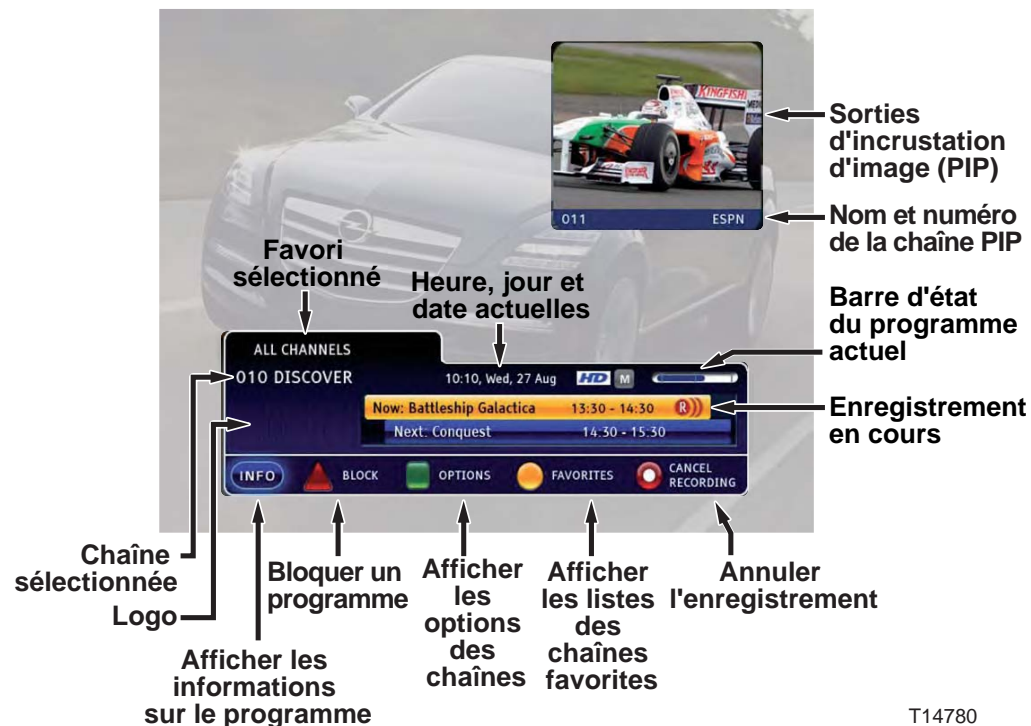 KINGFISHER
Sorties
d'incrustation
d'image (PIP)
011 ESPN
Nom et numéro
de la chaîne PIP
Favori
sélectionné
Heure, jour et
date actuelles
Barre d'état
du programme
actuel
ALL CHANNELS
010 DISCOVER
10:10, Wed, 27 Aug HD M
Now: Battleship Galactica 13:30 - 14:30 R
Enregistrement
en cours
Next: Conquest 14:30 - 15:30
INFO BLOCK OPTIONS FAVORITES CANCEL
RECORDING
Chaîne
sélectionnée
Logo
Afficher les
informations
sur le programme
Bloquer un
programme
Afficher
les
options
des
chaînes
Afficher
les listes
des
chaînes
favorites
Annuler
l'enregistrement
T14780